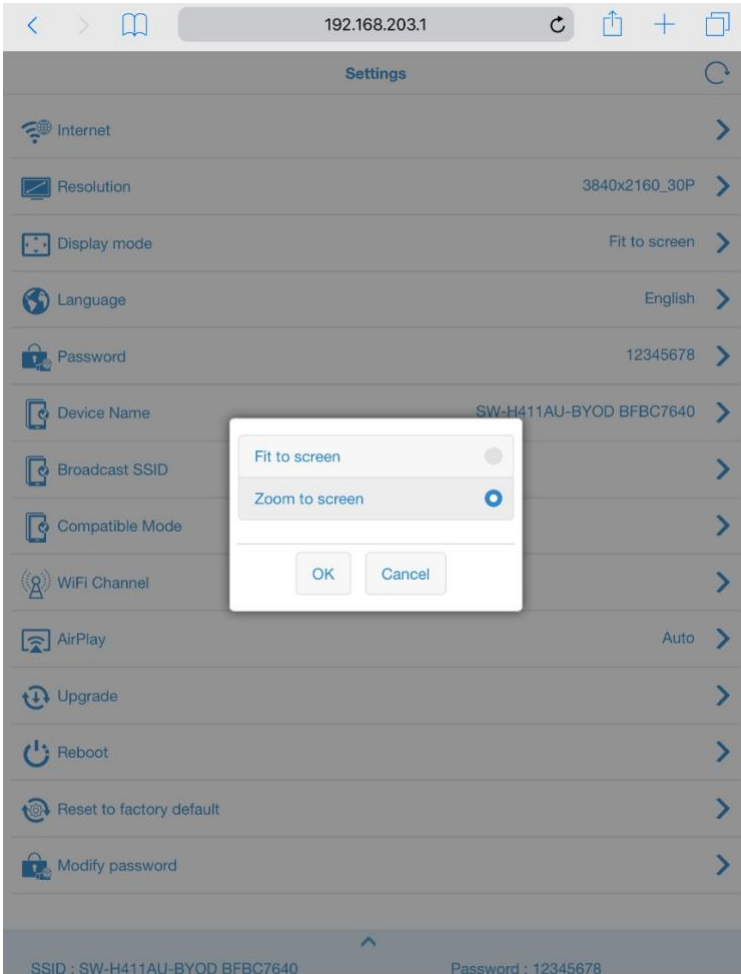 192.168.203.1
Settings
Internet
Resolution 3840x2160_30P
Display mode Fit to screen
Language English
Password 12345678
Device Name SW-H411AU-BYOD BFBC7640
Broadcast SSID
Fit to screen
Zoom to screen
Compatible Mode
OK Cancel
WiFi Channel
AirPlay Auto
Upgrade
Reboot
Reset to factory default
Modify password
SSID : SW-H411AU-BYOD BFBC7640 Password : 12345678